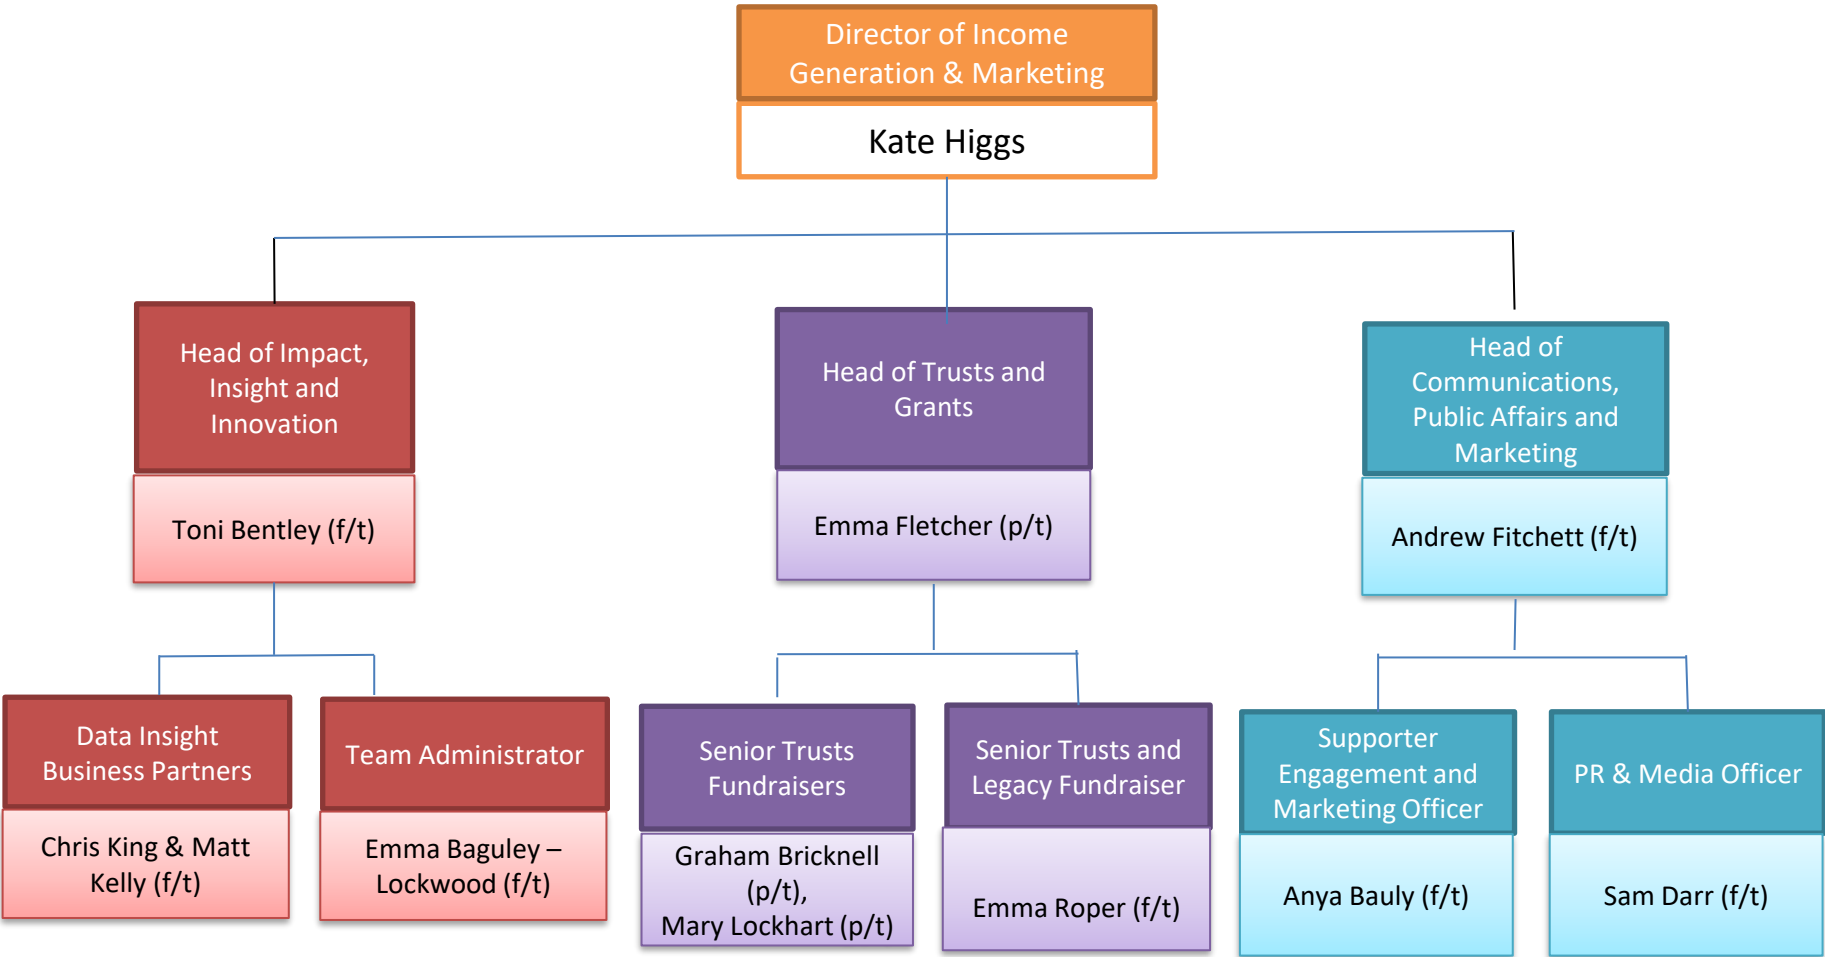 Director of Income
Generation & Marketing
Kate Higgs
Head of Impact,
Insight and
Innovation
Toni Bentley (f/t)
Head of Trusts and
Grants
Emma Fletcher (p/t)
Head of
Communications,
Public Affairs and
Marketing
Andrew Fitchett (f/t)
Data Insight
Business Partners
Chris King & Matt
Kelly (f/t)
Team Administrator
Emma Baguley –
Lockwood (f/t)
Senior Trusts
Fundraisers
Graham Bricknell
(p/t),
Mary Lockhart (p/t)
Senior Trusts and
Legacy Fundraiser
Emma Roper (f/t)
Supporter
Engagement and
Marketing Officer
Anya Bauly (f/t)
PR & Media Officer
Sam Darr (f/t)